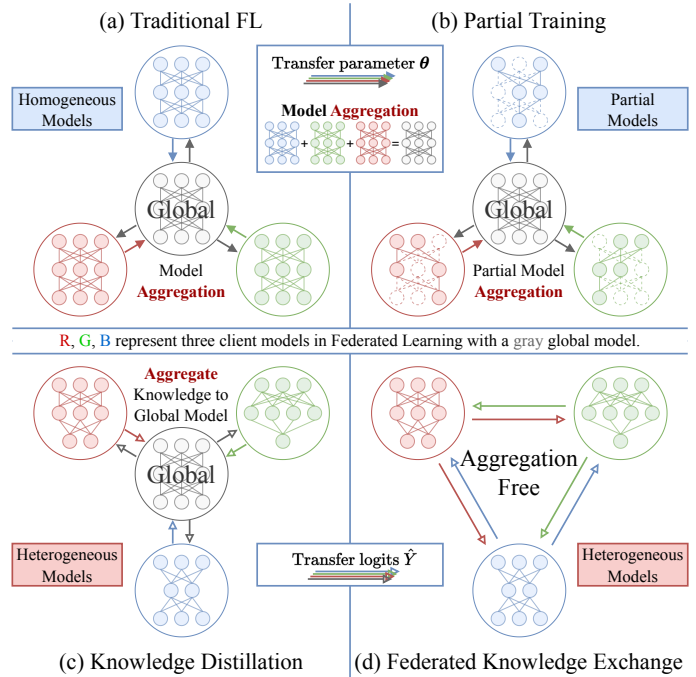 (a) Traditional FL
(b) Partial Training
Transfer parameter θ
Homogeneous
Models
Partial
Models
Model Aggregation
+ + =
Global
Global
Model
Aggregation
Partial Model
Aggregation
R, G, B represent three client models in Federated Learning with a gray global model.
Aggregate
Knowledge to
Global Model
Global
Aggregation
Free
Heterogeneous
Models
Transfer logits Ŷ
Heterogeneous
Models
(c) Knowledge Distillation
(d) Federated Knowledge Exchange